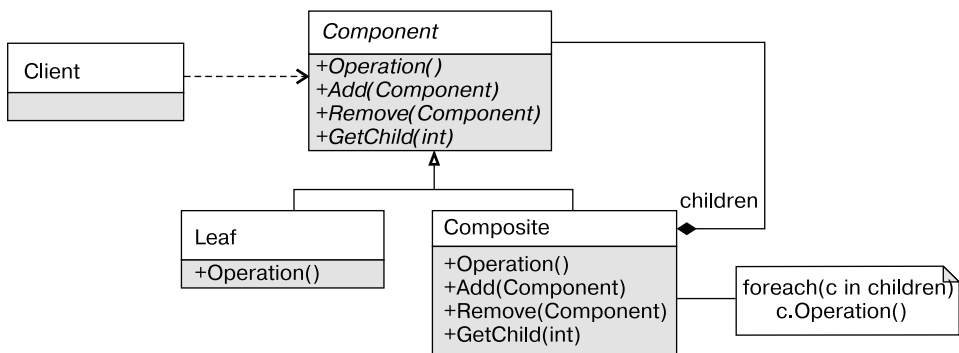 Component
+Operation()
+Add(Component)
+Remove(Component)
+GetChild(int)
Client
children
Leaf
+Operation()
Composite
+Operation()
+Add(Component)
+Remove(Component)
+GetChild(int)
foreach(c in children)
c.Operation()